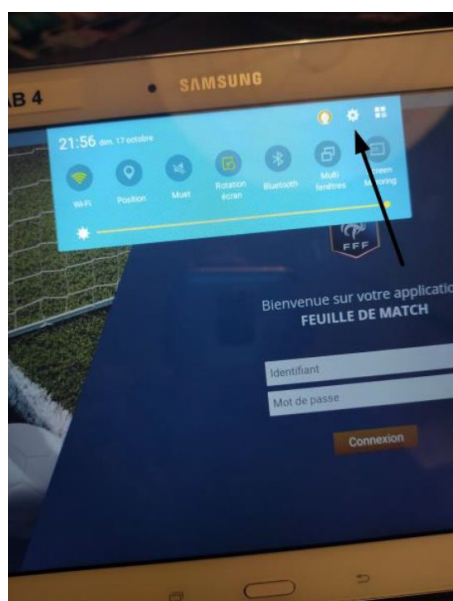 AB 4
SAMSUNG
21:56 dim. 17 octobre
Wi-Fi
Position
Muet
Rotation
écran
Bluetooth
Multi
fenêtres
Screen
Mirroring
FFF
Bienvenue sur votre applicatio
FEUILLE DE MATCH
Identifiant
Mot de passe
Connexion